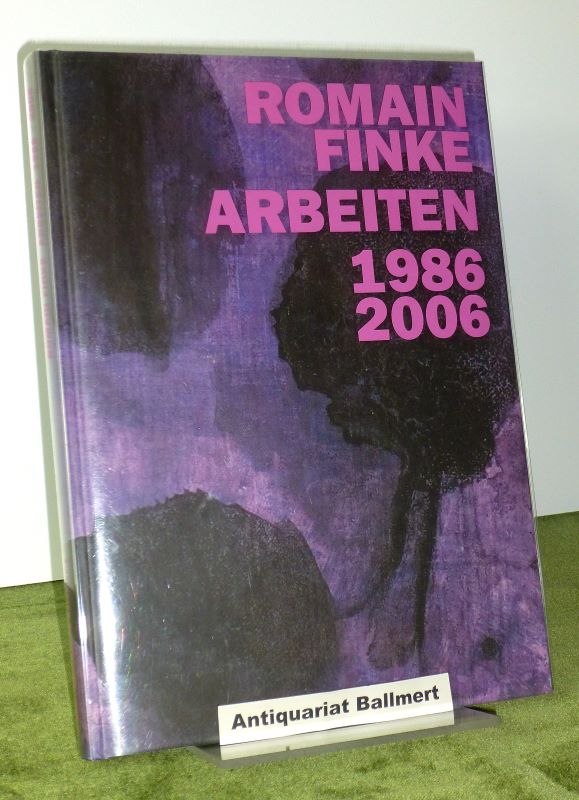 ROMAIN
FINKE
ARBEITEN
1986
2006
Antiquariat Ballmert